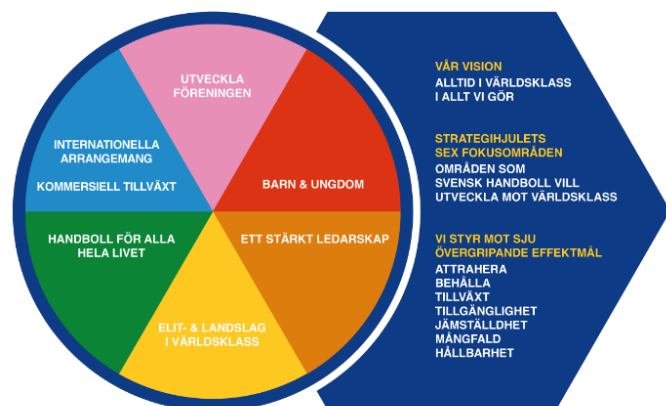 UTVECKLA
FÖRENINGEN
INTERNATIONELLA
ARRANGEMANG
KOMMERSIELL TILLVÄXT
BARN & UNGDOM
HANDBOLL FÖR ALLA
HELA LIVET
ETT STÄRKT LEDARSKAP
ELIT- & LANDSLAG
I VÄRLDSKLASS
VÅR VISION
ALLTID I VÄRLDSKLASS
I ALLT VI GÖR
STRATEGIHJULETS
SEX FOKUSOMRÅDEN
OMRÅDEN SOM
SVENSK HANDBOLL VILL
UTVECKLA MOT VÄRLDSKLASS
VI STYR MOT SJU
ÖVERGRIPANDE EFFEKTMÅL
ATTRAHERA
BEHÅLLA
TILLVÄXT
TILLGÄNGLIGHET
JÄMSTÄLLDHET
MÅNGFALD
HÅLLBARHET